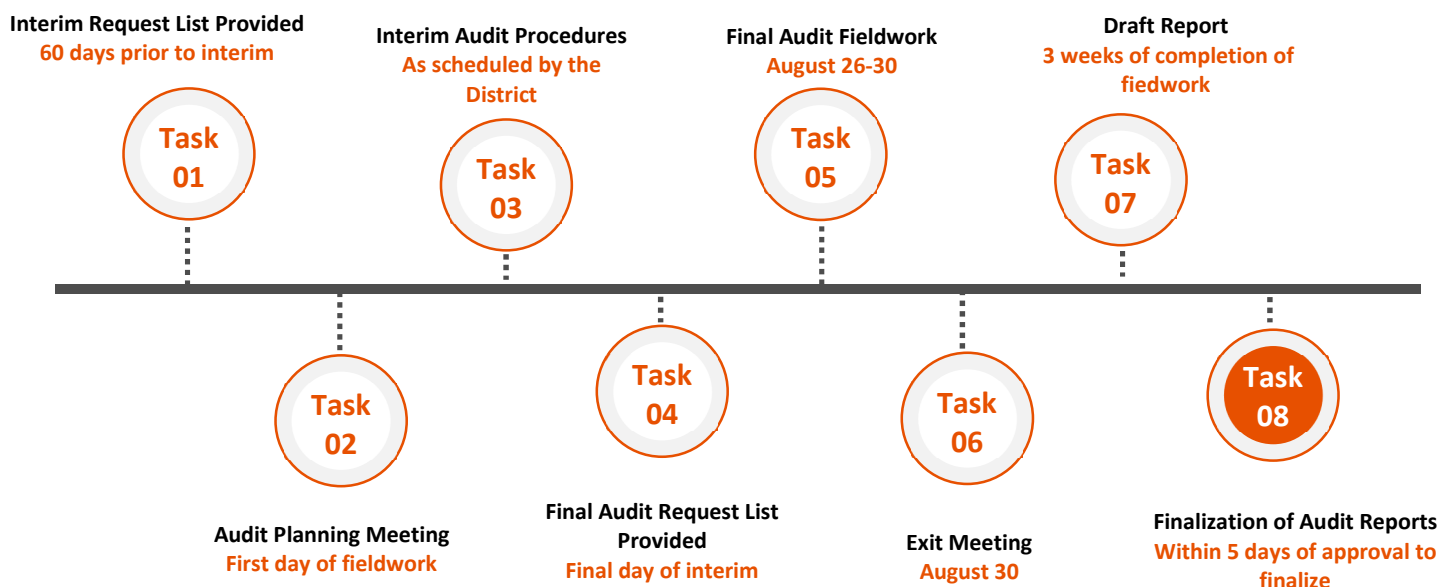 Interim Request List Provided
60 days prior to interim
Task
01
Audit Planning Meeting
First day of fieldwork
Task
02
Interim Audit Procedures
As scheduled by the
District
Task
03
Final Audit Request List
Provided
Final day of interim
Task
04
Final Audit Fieldwork
August 26-30
Task
05
Exit Meeting
August 30
Task
06
Draft Report
3 weeks of completion of
fiedwork
Task
07
Finalization of Audit Reports
Within 5 days of approval to
finalize
Task
08